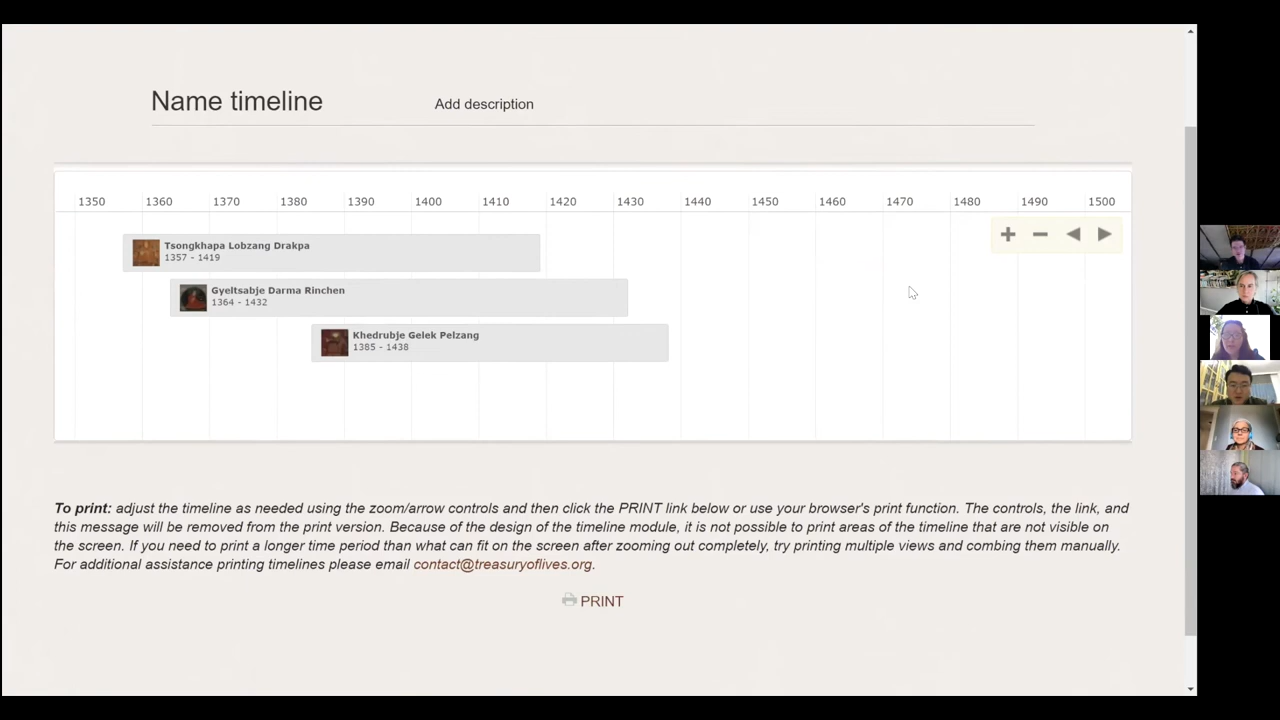 Name timeline
Add description
1350 1360 1370 1380 1390 1400 1410 1420 1430 1440 1450 1460 1470 1480 1490 1500
Tsongkhapa Lobzang Drakpa
1357 - 1419
Gyeltsabje Darma Rinchen
1364 - 1432
Khedrubje Gelek Pelzang
1385 - 1438
To print: adjust the timeline as needed using the zoom/arrow controls and then click the PRINT link below or use your browser's print function. The controls, the link, and
this message will be removed from the print version. Because of the design of the timeline module, it is not possible to print areas of the timeline that are not visible on
the screen. If you need to print a longer time period than what can fit on the screen after zooming out completely, try printing multiple views and combing them manually.
For additional assistance printing timelines please email contact@treasuryoflives.org.
PRINT